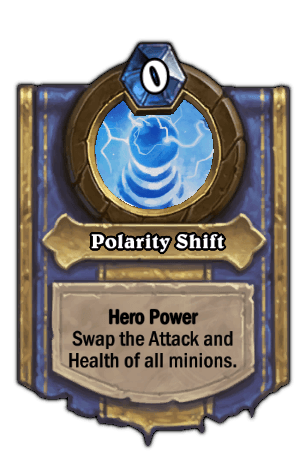 0
Polarity Shift
Hero Power
Swap the Attack and
Health of all minions.